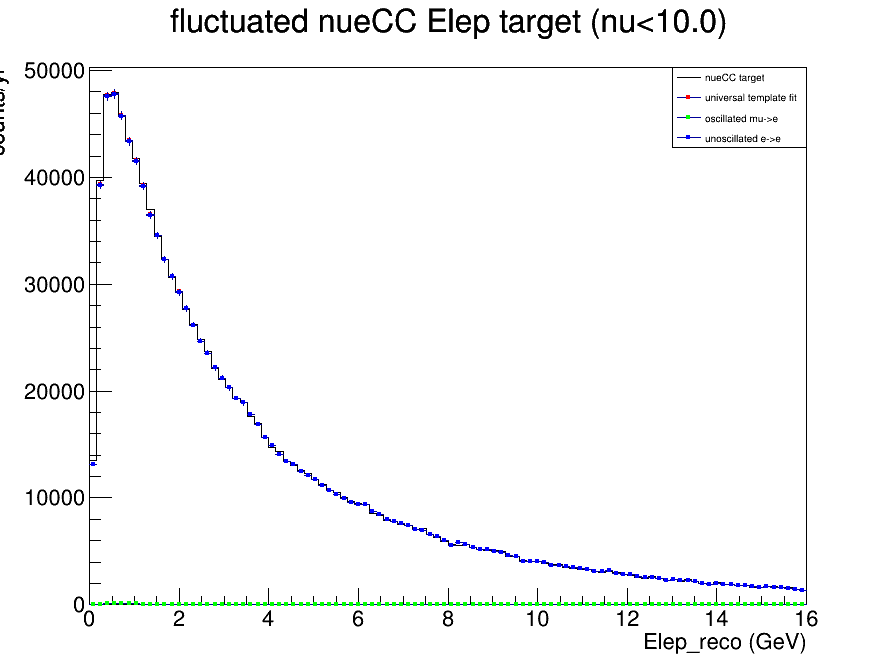 fluctuated nueCC Elep target (nu<10.0)
50000
40000
30000
20000
10000
0
nueCC target
universal template fit
oscillated mu->e
unoscillated e->e
0 2 4 6 8 10 12 14 16
Elep_reco (GeV)